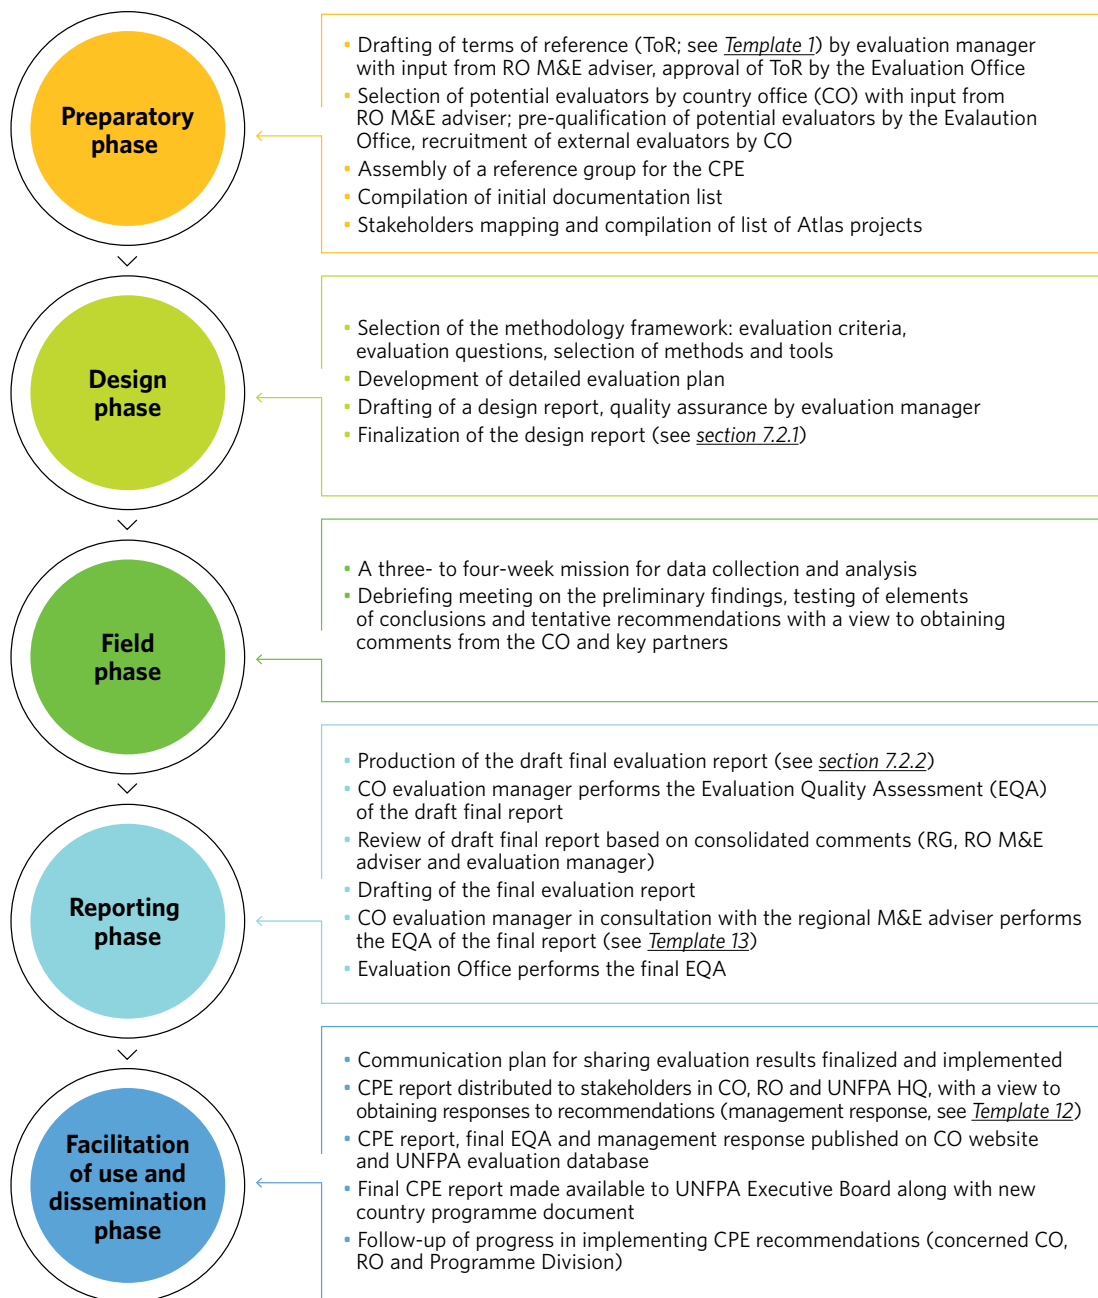 Preparatory
phase
▪ Drafting of terms of reference (ToR; see Template 1) by evaluation manager
with input from RO M&E adviser, approval of ToR by the Evaluation Office
▪ Selection of potential evaluators by country office (CO) with input from
RO M&E adviser; pre-qualification of potential evaluators by the Evalaution
Office, recruitment of external evaluators by CO
▪ Assembly of a reference group for the CPE
▪ Compilation of initial documentation list
▪ Stakeholders mapping and compilation of list of Atlas projects
Design
phase
▪ Selection of the methodology framework: evaluation criteria,
evaluation questions, selection of methods and tools
▪ Development of detailed evaluation plan
▪ Drafting of a design report, quality assurance by evaluation manager
▪ Finalization of the design report (see section 7.2.1)
Field
phase
▪ A three- to four-week mission for data collection and analysis
▪ Debriefing meeting on the preliminary findings, testing of elements
of conclusions and tentative recommendations with a view to obtaining
comments from the CO and key partners
Reporting
phase
▪ Production of the draft final evaluation report (see section 7.2.2)
▪ CO evaluation manager performs the Evaluation Quality Assessment (EQA)
of the draft final report
▪ Review of draft final report based on consolidated comments (RG, RO M&E
adviser and evaluation manager)
▪ Drafting of the final evaluation report
▪ CO evaluation manager in consultation with the regional M&E adviser performs
the EQA of the final report (see Template 13)
▪ Evaluation Office performs the final EQA
Facilitation
of use and
dissemination
phase
▪ Communication plan for sharing evaluation results finalized and implemented
▪ CPE report distributed to stakeholders in CO, RO and UNFPA HQ, with a view to
obtaining responses to recommendations (management response, see Template 12)
▪ CPE report, final EQA and management response published on CO website
and UNFPA evaluation database
▪ Final CPE report made available to UNFPA Executive Board along with new
country programme document
▪ Follow-up of progress in implementing CPE recommendations (concerned CO,
RO and Programme Division)